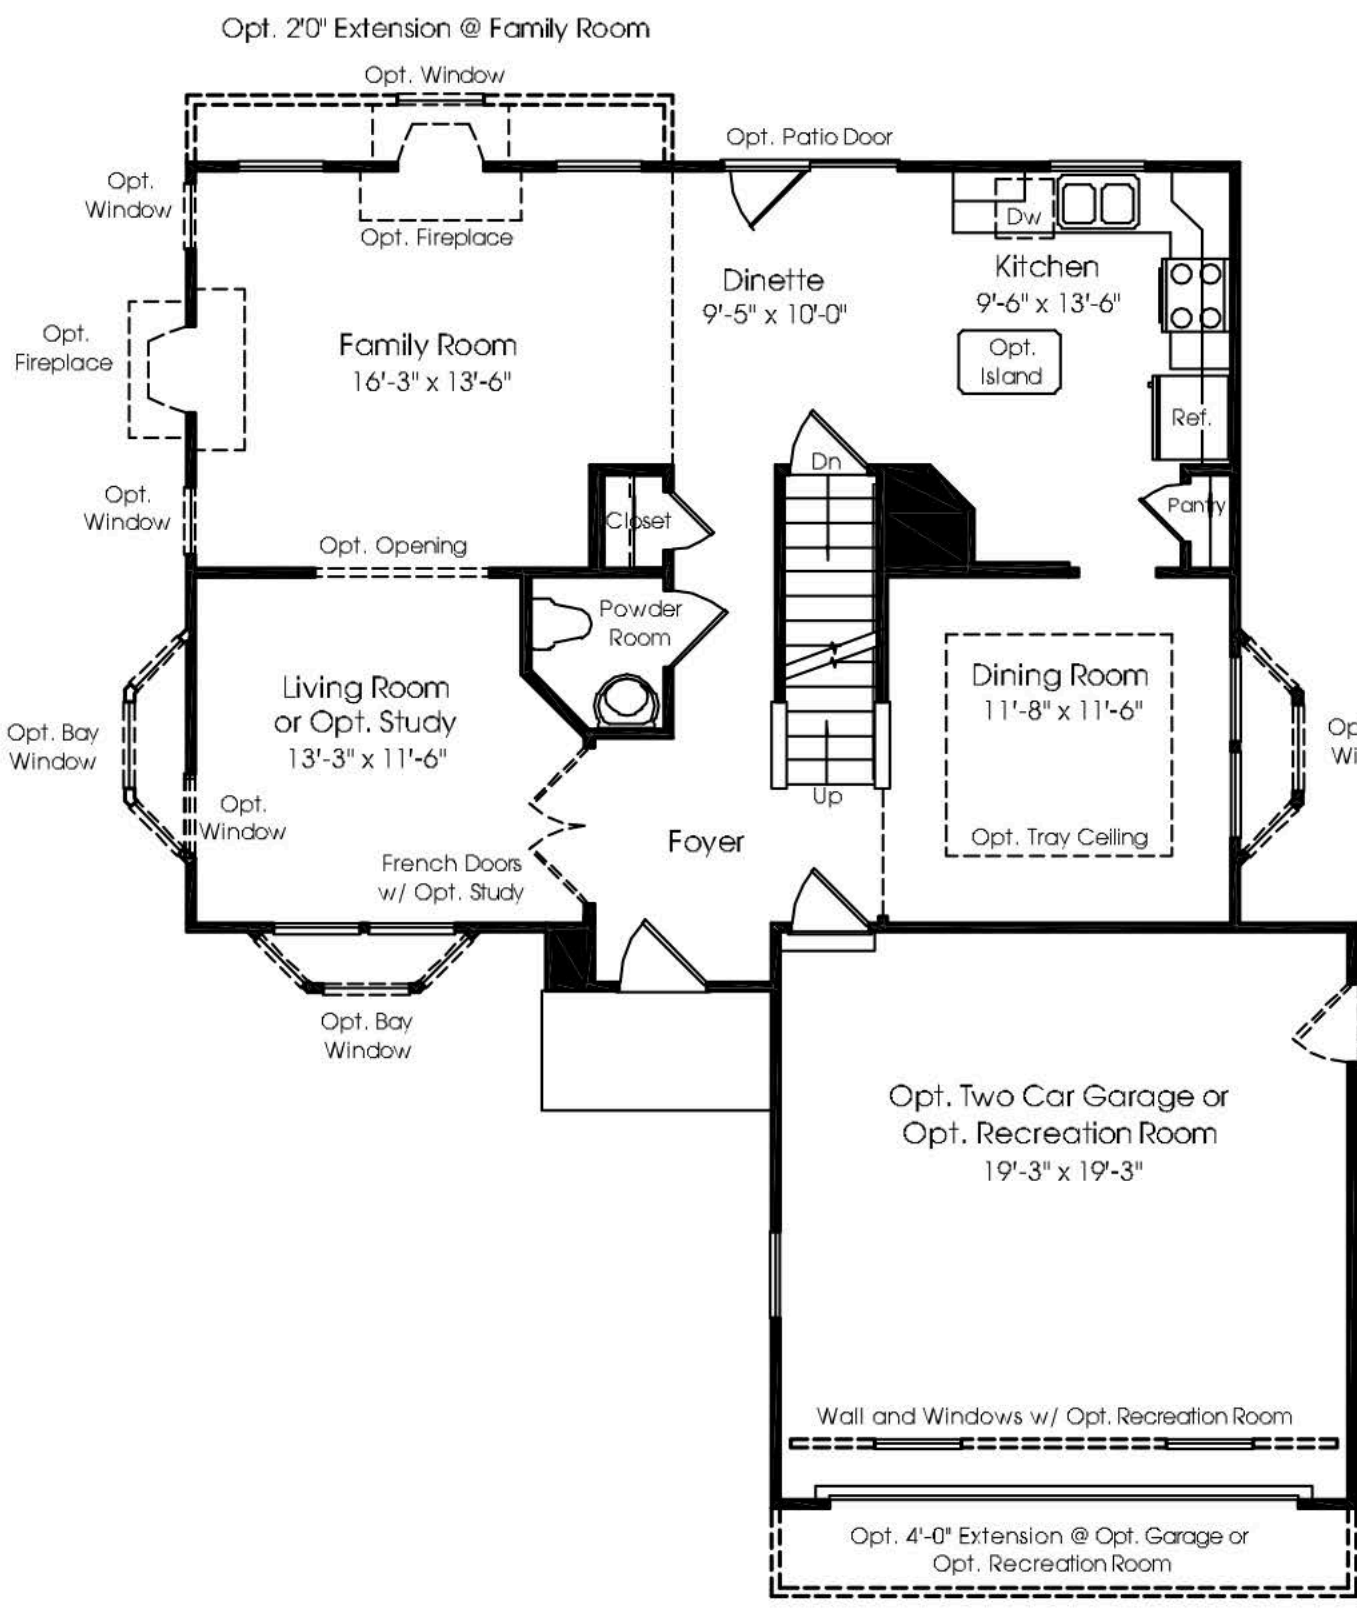 Opt. 2'0" Extension @ Family Room
Opt. Window
Opt. Patio Door
Opt.
Window
Opt. Fireplace
Dw
Dinette
9'-5" x 10'-0"
Kitchen
9'-6" x 13'-6"
Opt.
Fireplace
Family Room
16'-3" x 13'-6"
Opt.
Island
Ref.
Dn
Opt.
Window
Closet
Pantry
Opt. Opening
Powder
Room
Living Room
or Opt. Study
13'-3" x 11'-6"
Dining Room
11'-8" x 11'-6"
Opt. Bay
Window
Opt.
Window
Up
Opt. Tray Ceiling
Foyer
French Doors
w/ Opt. Study
Opt. Bay
Window
Opt. Two Car Garage or
Opt. Recreation Room
19'-3" x 19'-3"
Wall and Windows w/ Opt. Recreation Room
Opt. 4'-0" Extension @ Opt. Garage or
Opt. Recreation Room